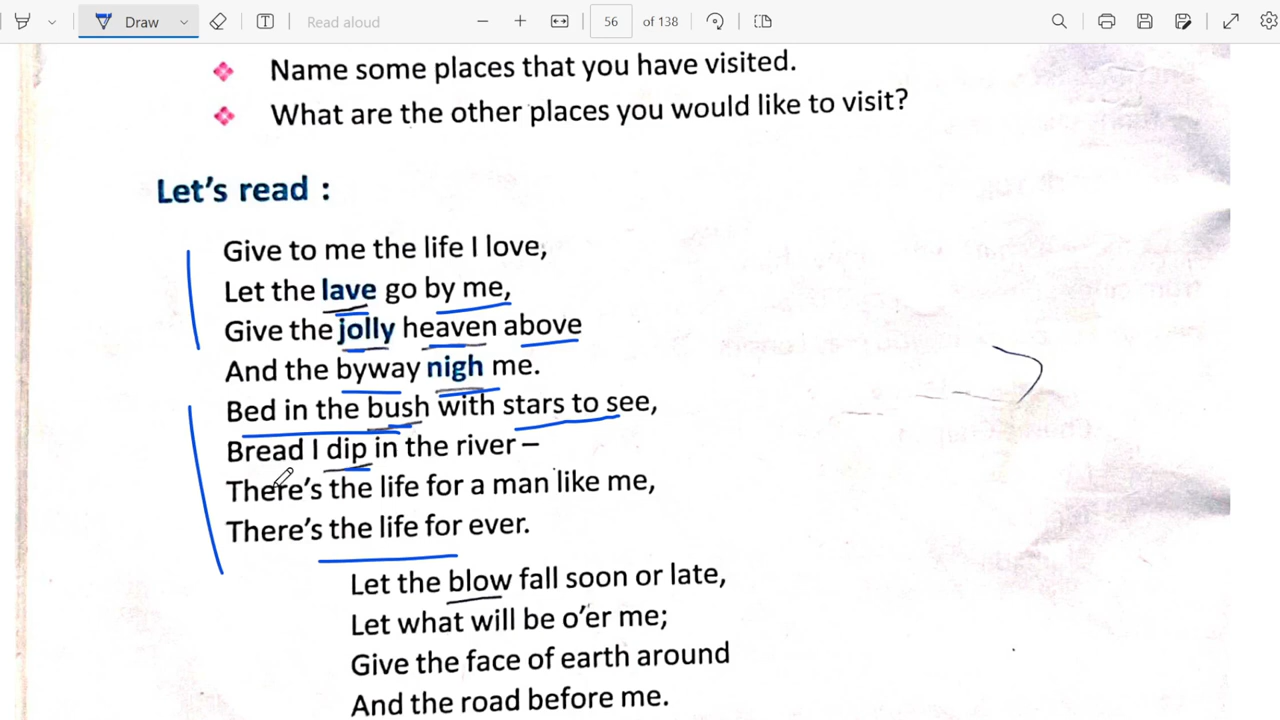 Draw
Read aloud
56
of 138
Name some places that you have visited.
What are the other places you would like to visit?
Let's read :
Give to me the life I love,
Let the lave go by me,
Give the jolly heaven above
And the byway nigh me.
Bed in the bush with stars to see,
Bread I dip in the river –
There's the life for a man like me,
There's the life for ever.
Let the blow fall soon or late,
Let what will be o'er me;
Give the face of earth around
And the road before me.